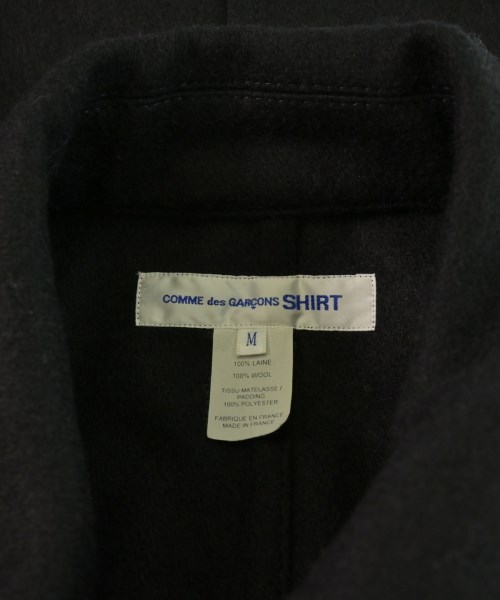 COMME des GARÇONS SHIRT
M
100% LAINE
100% WOOL
TISSU MATELASSE /
PADDING
100% POLYESTER
FABRIQUE EN FRANCE
MADE IN FRANCE